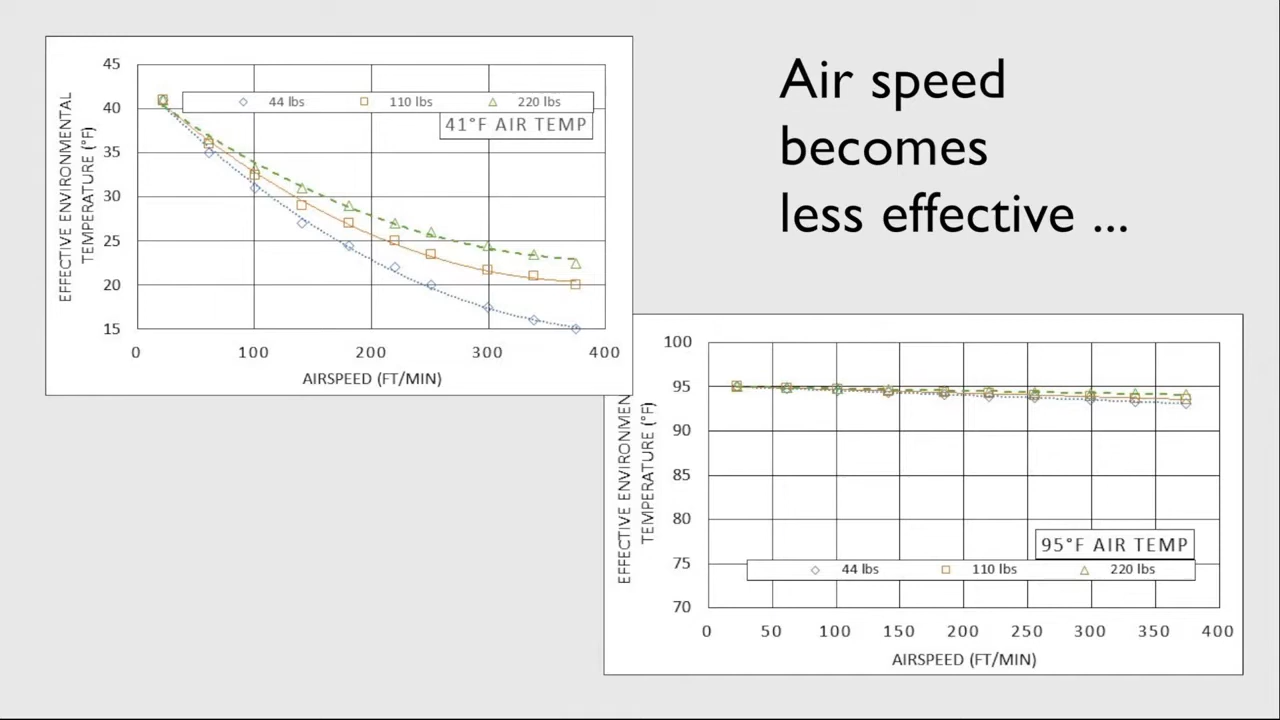 Air speed
becomes
less effective ...
EFFECTIVE ENVIRONMENTAL
TEMPERATURE (°F)
45
40
35
30
25
20
15
44 lbs 110 lbs 220 lbs
41°F AIR TEMP
0 100 200 300 400
AIRSPEED (FT/MIN)
EFFECTIVE ENVIRONMEN
TEMPERATURE (°F)
100
95
90
85
80
75
70
95°F AIR TEMP
44 lbs 110 lbs 220 lbs
0 50 100 150 200 250 300 350 400
AIRSPEED (FT/MIN)